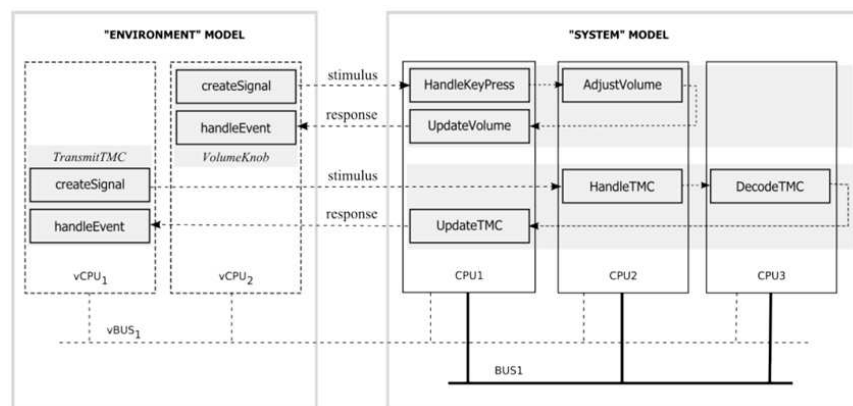 "ENVIRONMENT" MODEL
"SYSTEM" MODEL
createSignal
stimulus
HandleKeyPress
AdjustVolume
handleEvent
response
UpdateVolume
TransmitTMC
VolumeKnob
createSignal
stimulus
HandleTMC
DecodeTMC
handleEvent
response
UpdateTMC
vCPU1
vCPU2
CPU1
CPU2
CPU3
vBUS1
BUS1